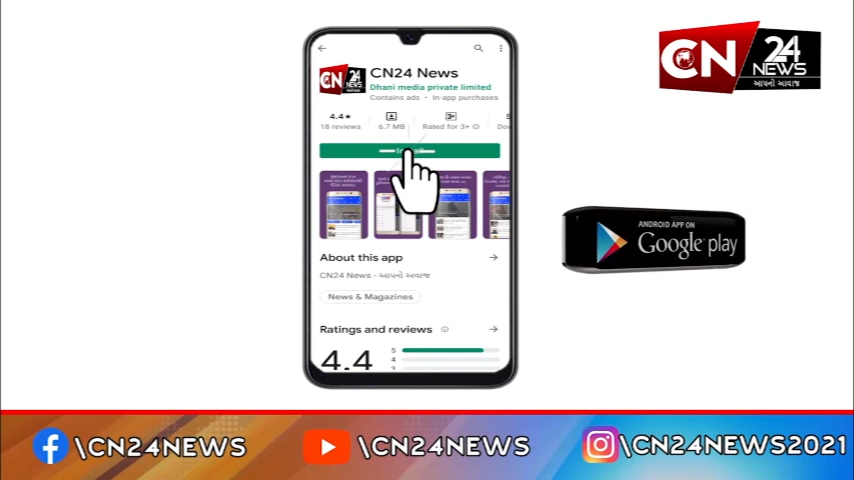 CN24 News
Dhani media private limited
Contains ads • In-app purchases
4.4★
18 reviews
6.7 MB
3+
Rated for 3+
About this app
CN24 News - આપનો અવાજ
News & Magazines
Ratings and reviews
4.4
5
4
3
CN 24
NEWS
આપનો અવાજ
ANDROID APP ON
Google play
\CN24NEWS
\CN24NEWS
\CN24NEWS2021